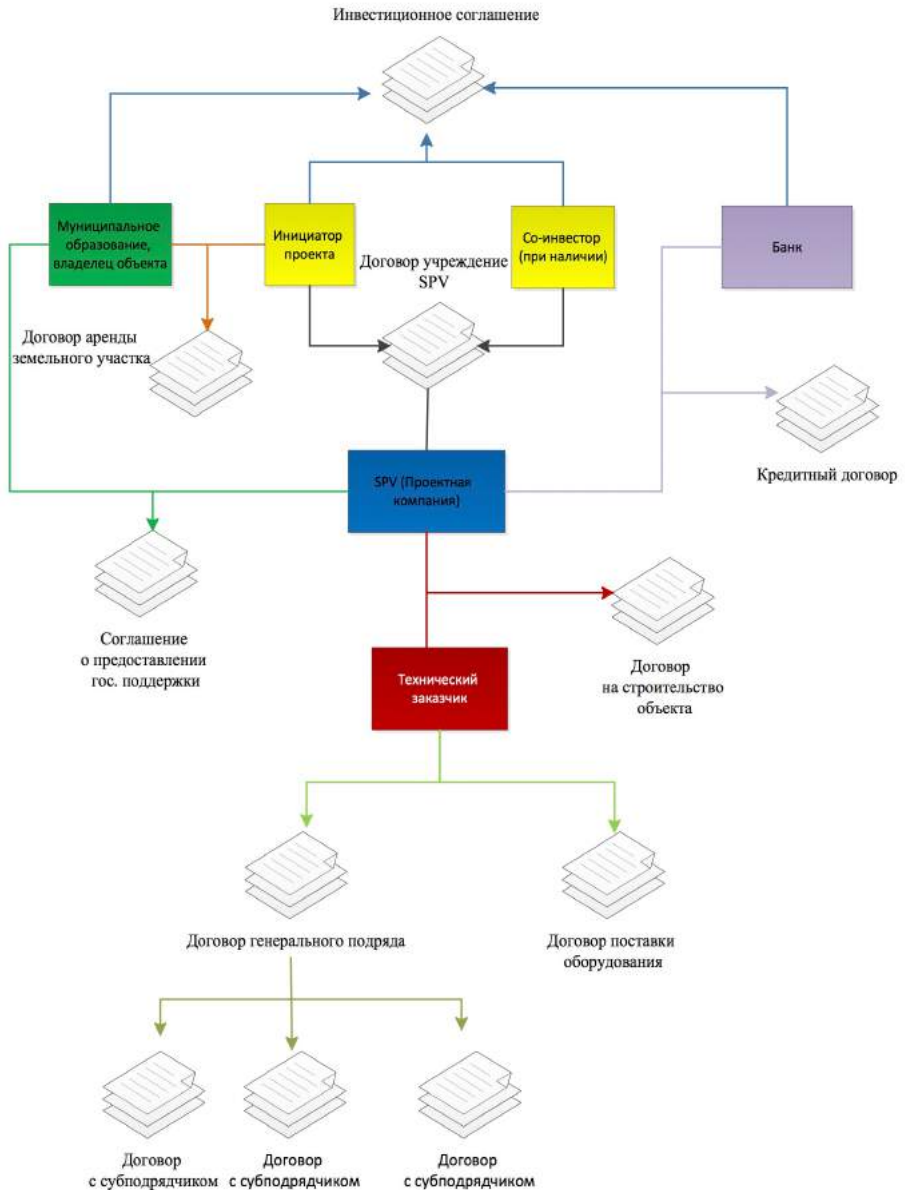 Инвестиционное соглашение
Муниципальное
образование,
владелец объекта
Инициатор
проекта
Договор учреждение
SPV
Со-инвестор
(при наличии)
Банк
Договор аренды
земельного участка
Кредитный договор
SPV (Проектная
компания)
Соглашение
о предоставлении
гос. поддержки
Технический
заказчик
Договор
на строительство
объекта
Договор генерального подряда
Договор поставки
оборудования
Договор
с субподрядчиком
Договор
с субподрядчиком
Договор
с субподрядчиком